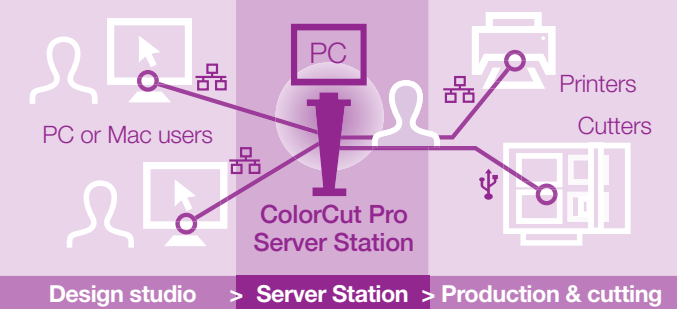 PC
Printers
Cutters
PC or Mac users
ColorCut Pro
Server Station
Design studio > Server Station > Production & cutting